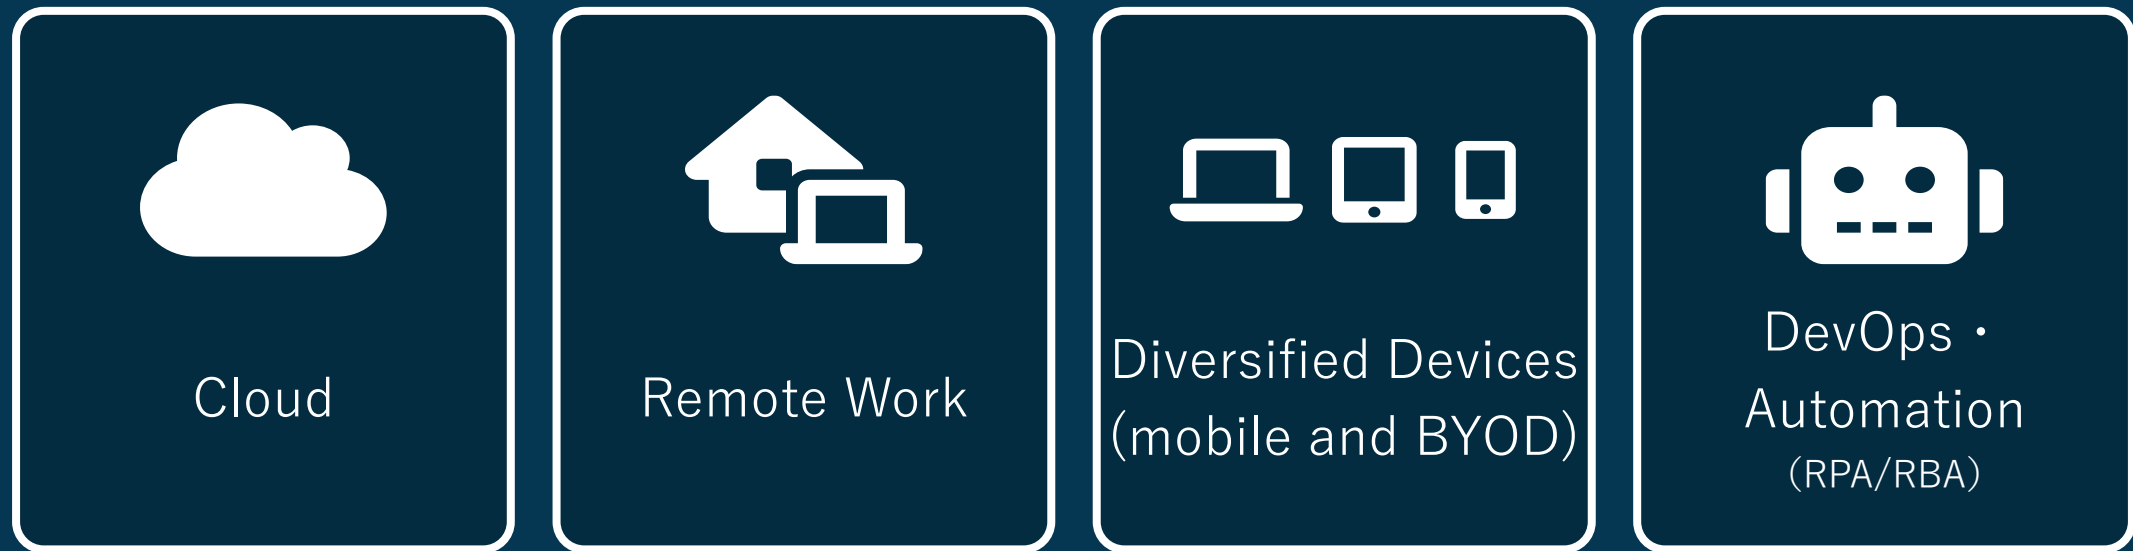 Cloud
Remote Work
Diversified Devices
(mobile and BYOD)
DevOps・
Automation
（RPA/RBA）